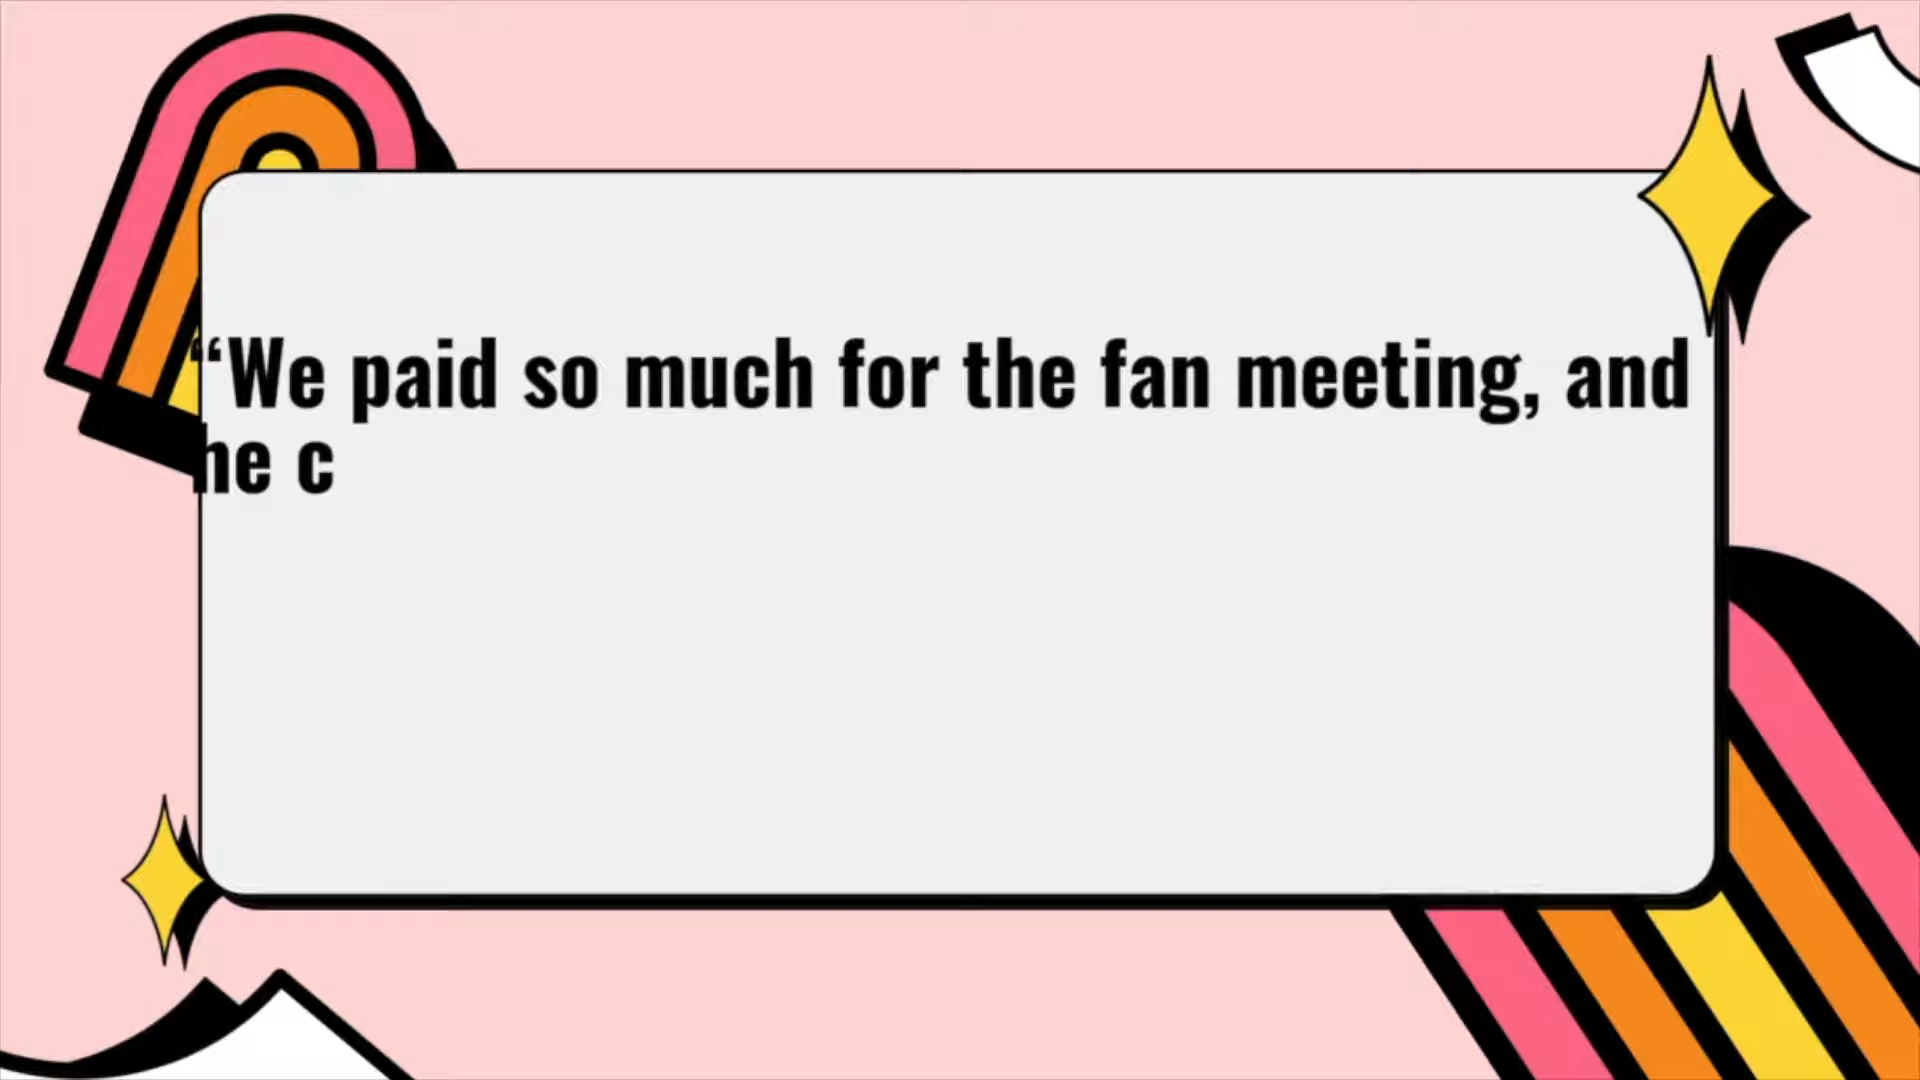 “We paid so much for the fan meeting, and
he c